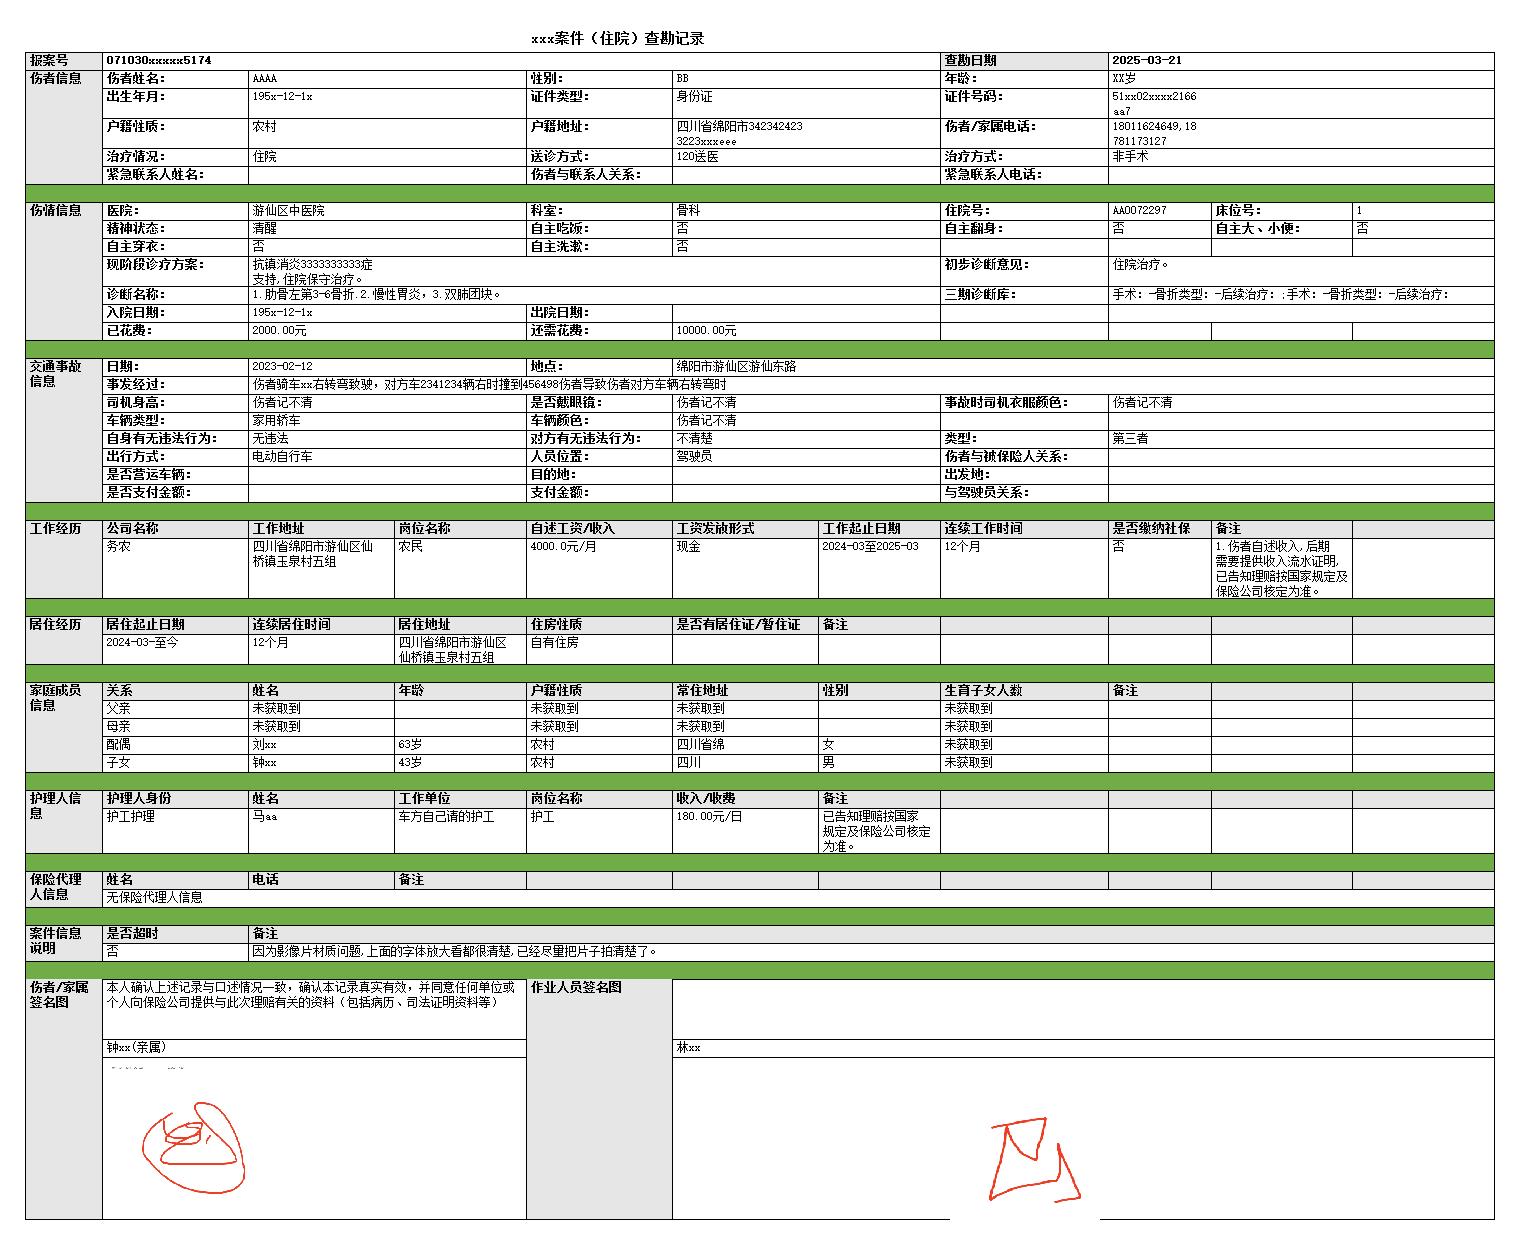 xxx案件（住院）查勘记录
报案号 071030xxxxx5174 查勘日期 2025-03-21
伤者信息 伤者姓名: AAAA 性别: BB 年龄: XX岁
出生年月: 195x-12-1x 证件类型: 身份证 证件号码: 51xx02xxxx2166
aa7
户籍性质: 农村 户籍地址: 四川省绵阳市342342423 伤者/家属电话: 18011624649,18
3223xxxeee 781173127
治疗情况: 住院 送诊方式: 120送医 治疗方式: 非手术
紧急联系人姓名: 伤者与联系人关系: 紧急联系人电话:
伤情信息 医院: 游仙区中医院 科室: 骨科 住院号: AA0072297 床位号: 1
精神状态: 清醒 自主吃饭: 否 自主翻身: 否 自主大、小便: 否
自主穿衣: 否 自主洗漱: 否
现阶段诊疗方案: 抗镇消炎3333333333症 初步诊断意见: 住院治疗。
支持,住院保守治疗。
诊断名称: 1.肋骨左第3-6骨折.2.慢性胃炎，3.双肺团块。 三期诊断库: 手术: -骨折类型: -后续治疗: ;手术: -骨折类型: -后续治疗:
入院日期: 195x-12-1x 出院日期:
已花费: 2000.00元 还需花费: 10000.00元
交通事故 日期: 2023-02-12 地点: 绵阳市游仙区游仙东路
信息
事发经过: 伤者骑车xx右转弯致驶，对方车2341234辆右时撞到456498伤者导致伤者对方车辆右转弯时
司机身高: 伤者记不清 是否戴眼镜: 伤者记不清 事故时司机衣服颜色: 伤者记不清
车辆类型: 家用轿车 车辆颜色: 伤者记不清
自身有无违法行为: 无违法 对方有无违法行为: 不清楚 类型: 第三者
出行方式: 电动自行车 人员位置: 驾驶员 伤者与被保险人关系:
是否营运车辆: 目的地: 出发地:
是否支付金额: 支付金额: 与驾驶员关系:
工作经历 公司名称 工作地址 岗位名称 自述工资/收入 工资发放形式 工作起止日期 连续工作时间 是否缴纳社保 备注
务农 四川省绵阳市游仙区仙 农民 4000.0元/月 现金 2024-03至2025-03 12个月 否 1.伤者自述收入,后期
桥镇玉泉村五组 需要提供收入流水证明,
已告知理赔按国家规定及
保险公司核定为准。
居住经历 居住起止日期 连续居住时间 居住地址 住房性质 是否有居住证/暂住证 备注
2024-03-至今 12个月 四川省绵阳市游仙区 自有住房
仙桥镇玉泉村五组
家庭成员 关系 姓名 年龄 户籍性质 常住地址 性别 生育子女人数 备注
信息
父亲 未获取到 未获取到 未获取到 未获取到
母亲 未获取到 未获取到 未获取到 未获取到
配偶 刘xx 63岁 农村 四川省绵 女 未获取到
子女 钟xx 43岁 农村 四川 男 未获取到
护理人信 护理人身份 姓名 工作单位 岗位名称 收入/收费 备注
息
护工护理 马aa 车方自己请的护工 护工 180.00元/日 已告知理赔按国家
规定及保险公司核定
为准。
保险代理 姓名 电话 备注
人信息 无保险代理人信息
案件信息 是否超时 备注
说明 否 因为影像片材质问题,上面的字体放大看都很清楚,已经尽量把片子拍清楚了。
伤者/家属 本人确认上述记录与口述情况一致，确认本记录真实有效，并同意任何单位或 作业人员签名图
签名图 个人向保险公司提供与此次理赔有关的资料（包括病历、司法证明资料等）
钟xx(亲属) 林xx